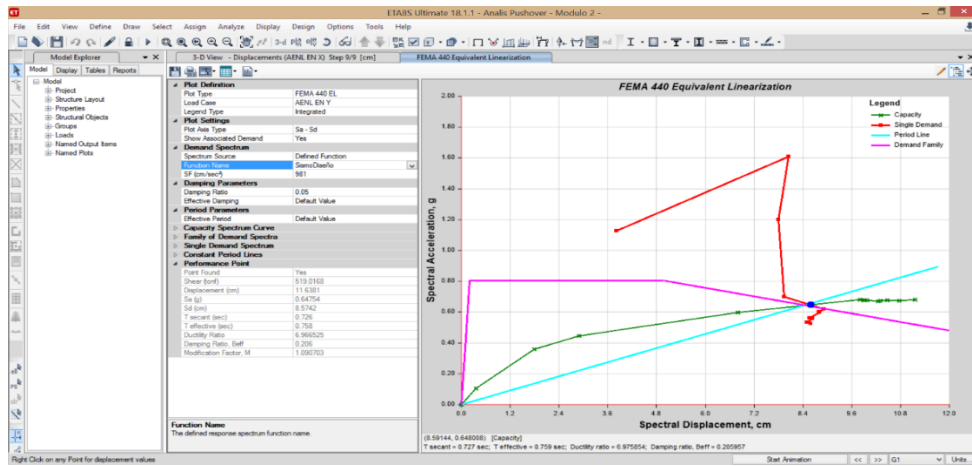 ETABS Ultimate 18.1.1 - Analis Pushover - Modulo 2 -
File Edit View Define Draw Select Assign Analyze Display Design Options Tools Help
Model Explorer
3-D View - Displacements (AENL EN X) Step 9/9 [cm]
FEMA 440 Equivalent Linearization
Model Display Tables Reports
Model
Project
Structure Layout
Properties
Structural Objects
Groups
Loads
Named Output Items
Named Plots
Plot Definition
Plot Type FEMA 440 EL
Load Case AENL EN Y
Legend Type Integrated
Plot Settings
Plot Axis Type Sa - Sd
Show Associated Demand Yes
Demand Spectrum
Spectrum Source Defined Function
Function Name SismoDiseño
SF (cm/sec²) 981
Damping Parameters
Damping Ratio 0.05
Effective Damping Default Value
Period Parameters
Effective Period Default Value
Capacity Spectrum Curve
Family of Demand Spectra
Single Demand Spectrum
Constant Period Lines
Performance Point
Point Found Yes
Shear (tonf) 519.0168
Displacement (cm) 11.6381
Sa (g) 0.64754
Sd (cm) 8.5742
T secant (sec) 0.726
T effective (sec) 0.758
Ductility Ratio 6.966525
Damping Ratio, Beff 0.206
Modification Factor, M 1.090703
Function Name
The defined response spectrum function name.
FEMA 440 Equivalent Linearization
Legend
Capacity
Single Demand
Period Line
Demand Family
Spectral Acceleration, g
2.00
1.80
1.60
1.40
1.20
1.00
0.80
0.60
0.40
0.20
0.00
0.0 1.2 2.4 3.6 4.8 6.0 7.2 8.4 9.6 10.8 12.0
Spectral Displacement, cm
(8.59144, 0.648088) [Capacity]
T secant = 0.727 sec; T effective = 0.759 sec; Ductility ratio = 6.975854; Damping ratio, Beff = 0.205957
Right Click on any Point for displacement values
Start Animation << >> G1 Units